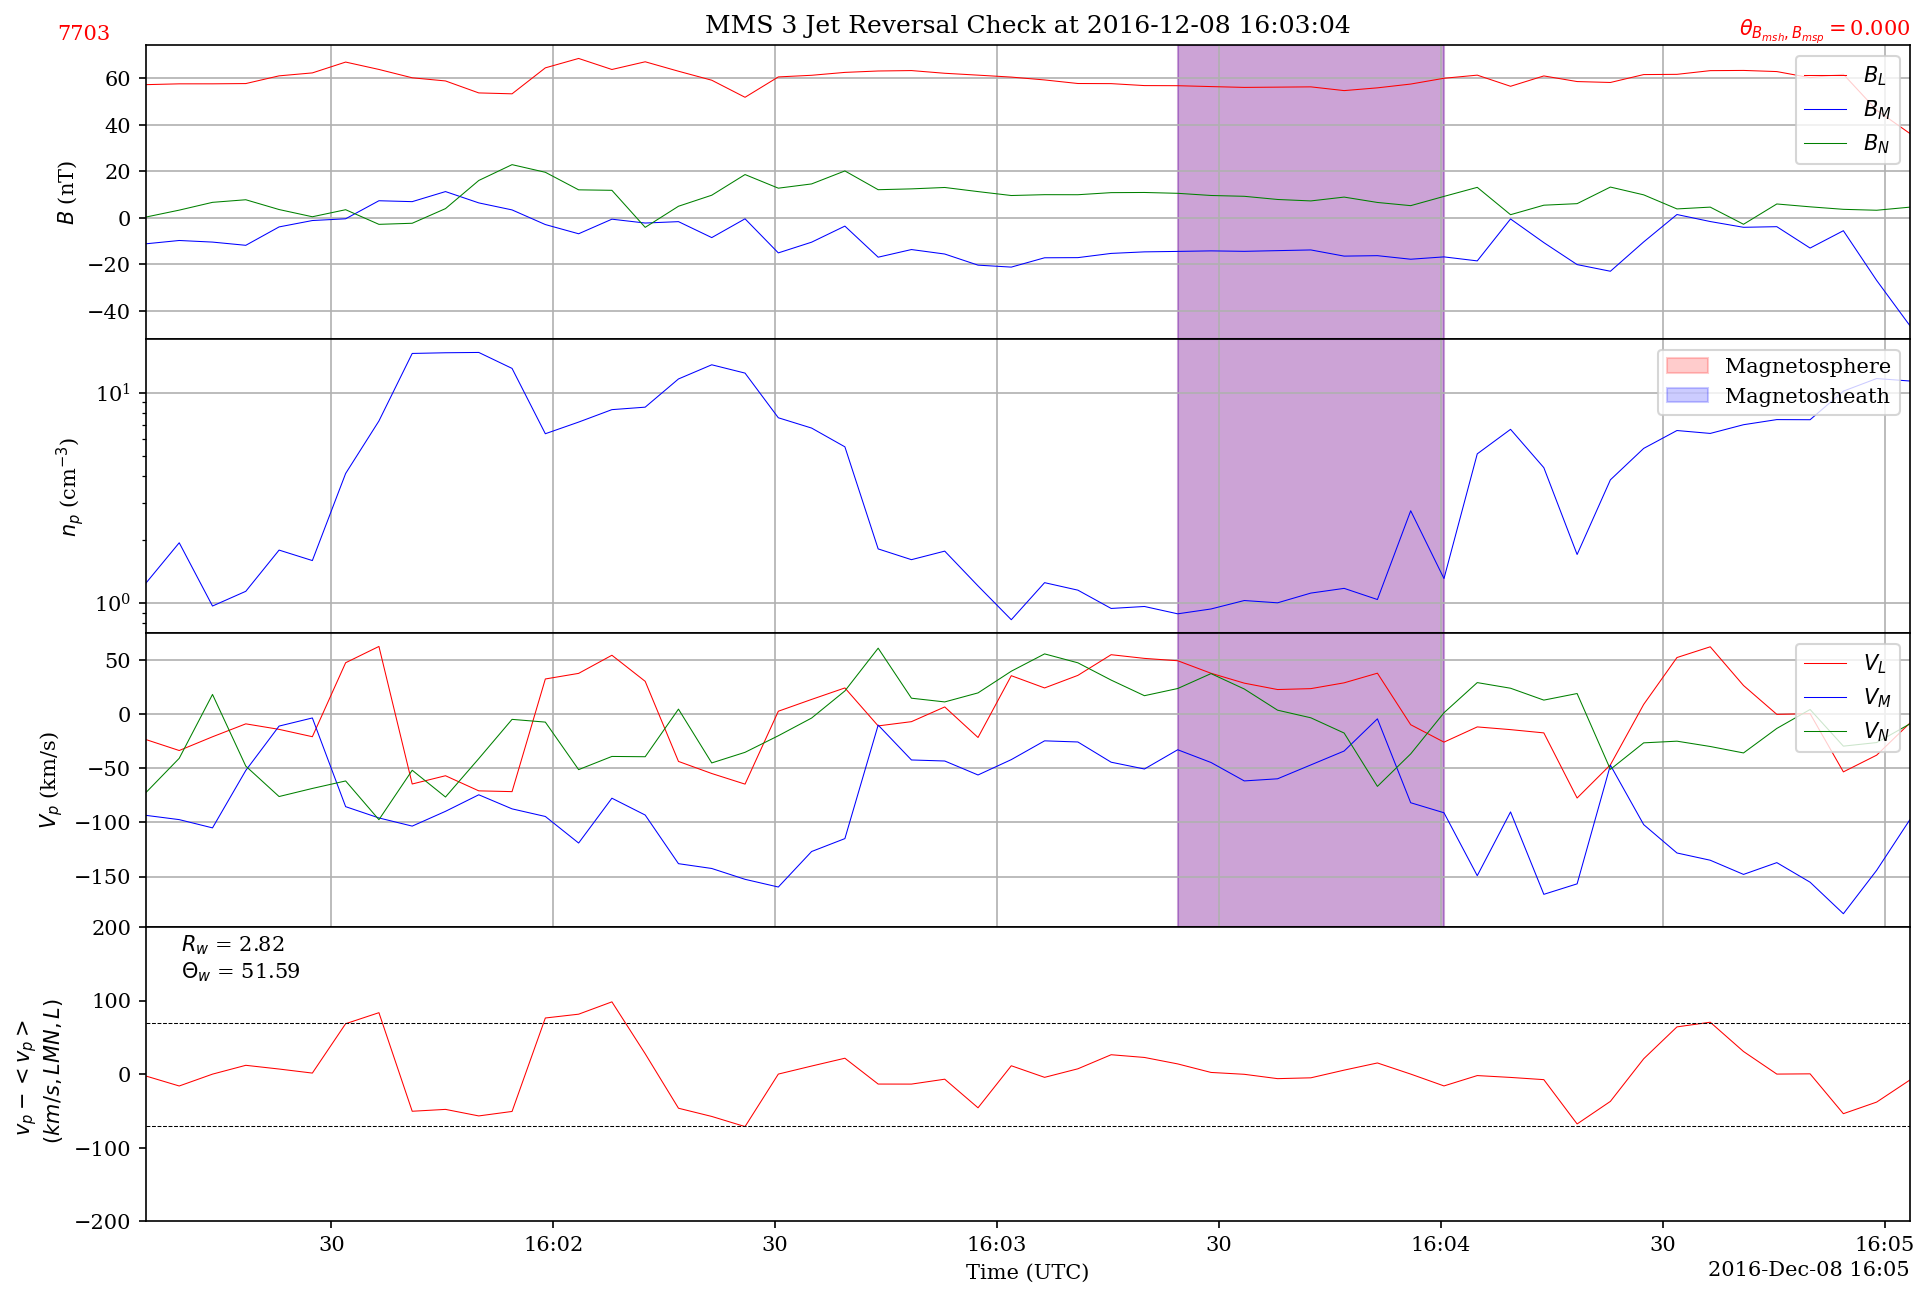 MMS 3 Jet Reversal Check at 2016-12-08 16:03:04
7703
θ_{B_{msh}, B_{msp}} = 0.000
60
40
20
0
−20
−40
B (nT)
B_L
B_M
B_N
10^1
10^0
n_p (cm^{−3})
Magnetosphere
Magnetosheath
50
0
−50
−100
−150
V_p (km/s)
V_L
V_M
V_N
200
100
0
−100
−200
v_p − < v_p >
(km/s, LMN, L)
R_w = 2.82
Θ_w = 51.59
30 16:02 30 16:03 30 16:04 30 16:05
Time (UTC)
2016-Dec-08 16:05